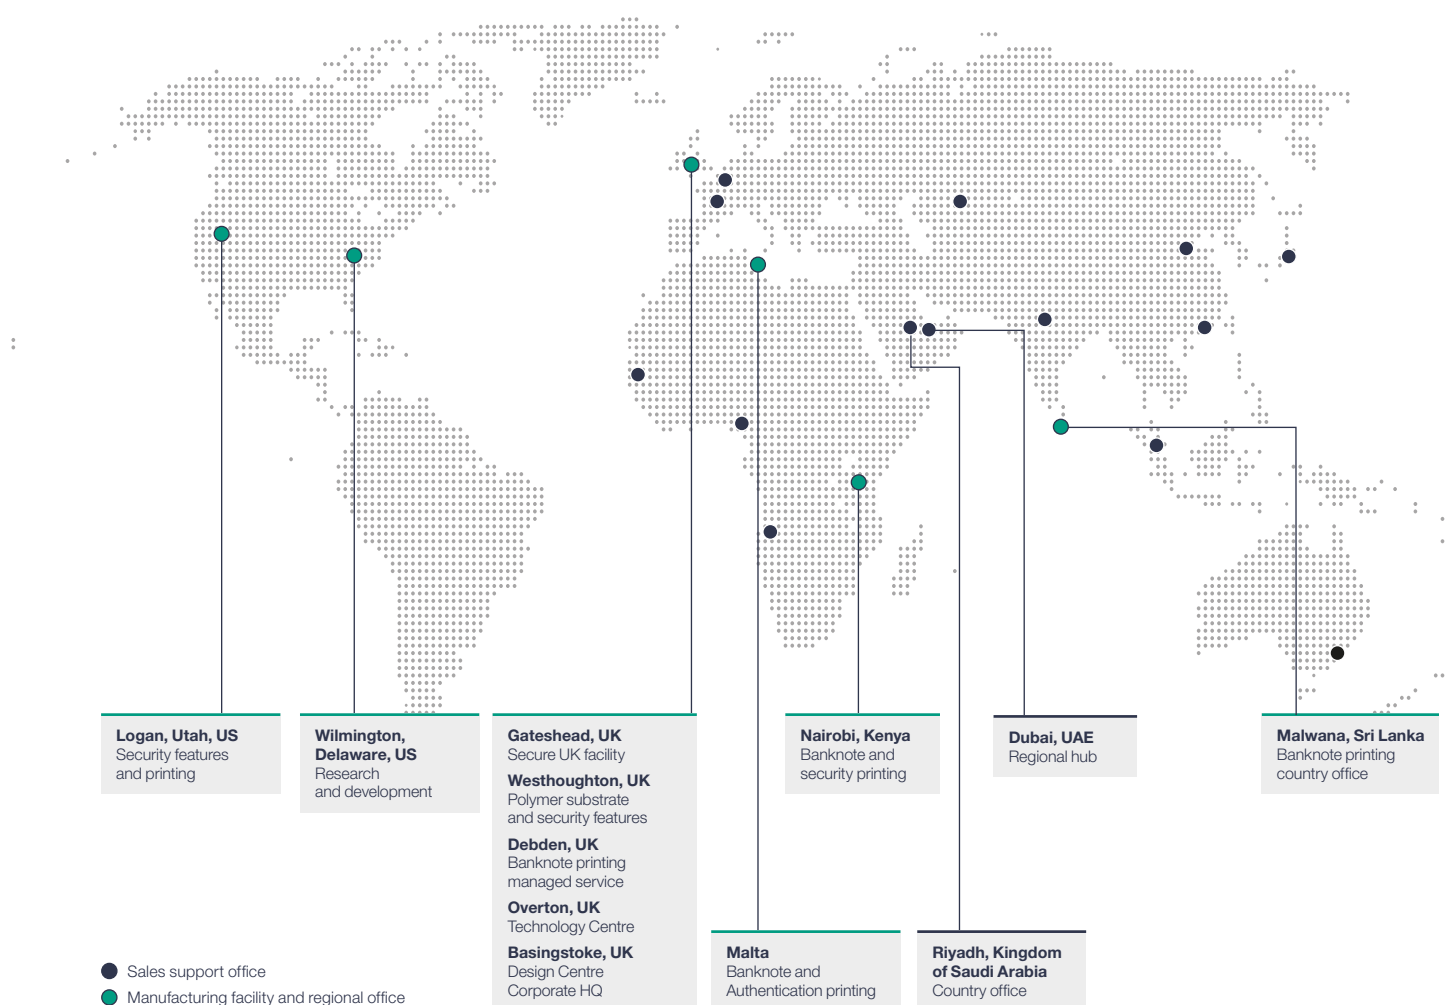 Logan, Utah, US
Security features
and printing
Wilmington,
Delaware, US
Research
and development
Gateshead, UK
Secure UK facility
Westhoughton, UK
Polymer substrate
and security features
Debden, UK
Banknote printing
managed service
Overton, UK
Technology Centre
Basingstoke, UK
Design Centre
Corporate HQ
Malta
Banknote and
Authentication printing
Nairobi, Kenya
Banknote and
security printing
Riyadh, Kingdom
of Saudi Arabia
Country office
Dubai, UAE
Regional hub
Malwana, Sri Lanka
Banknote printing
country office
Sales support office
Manufacturing facility and regional office